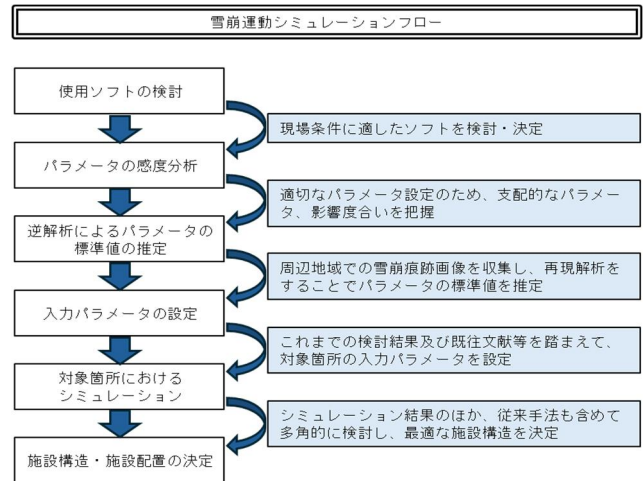 雪崩運動シミュレーションフロー
使用ソフトの検討
現場条件に適したソフトを検討・決定
パラメータの感度分析
適切なパラメータ設定のため、支配的なパラメー
タ、影響度合いを把握
逆解析によるパラメータの
標準値の推定
周辺地域での雪崩痕跡画像を収集し、再現解析を
することでパラメータの標準値を推定
入力パラメータの設定
これまでの検討結果及び既往文献等を踏まえて、
対象箇所の入力パラメータを設定
対象箇所における
シミュレーション
シミュレーション結果のほか、従来手法も含めて
多角的に検討し、最適な施設構造を決定
施設構造・施設配置の決定